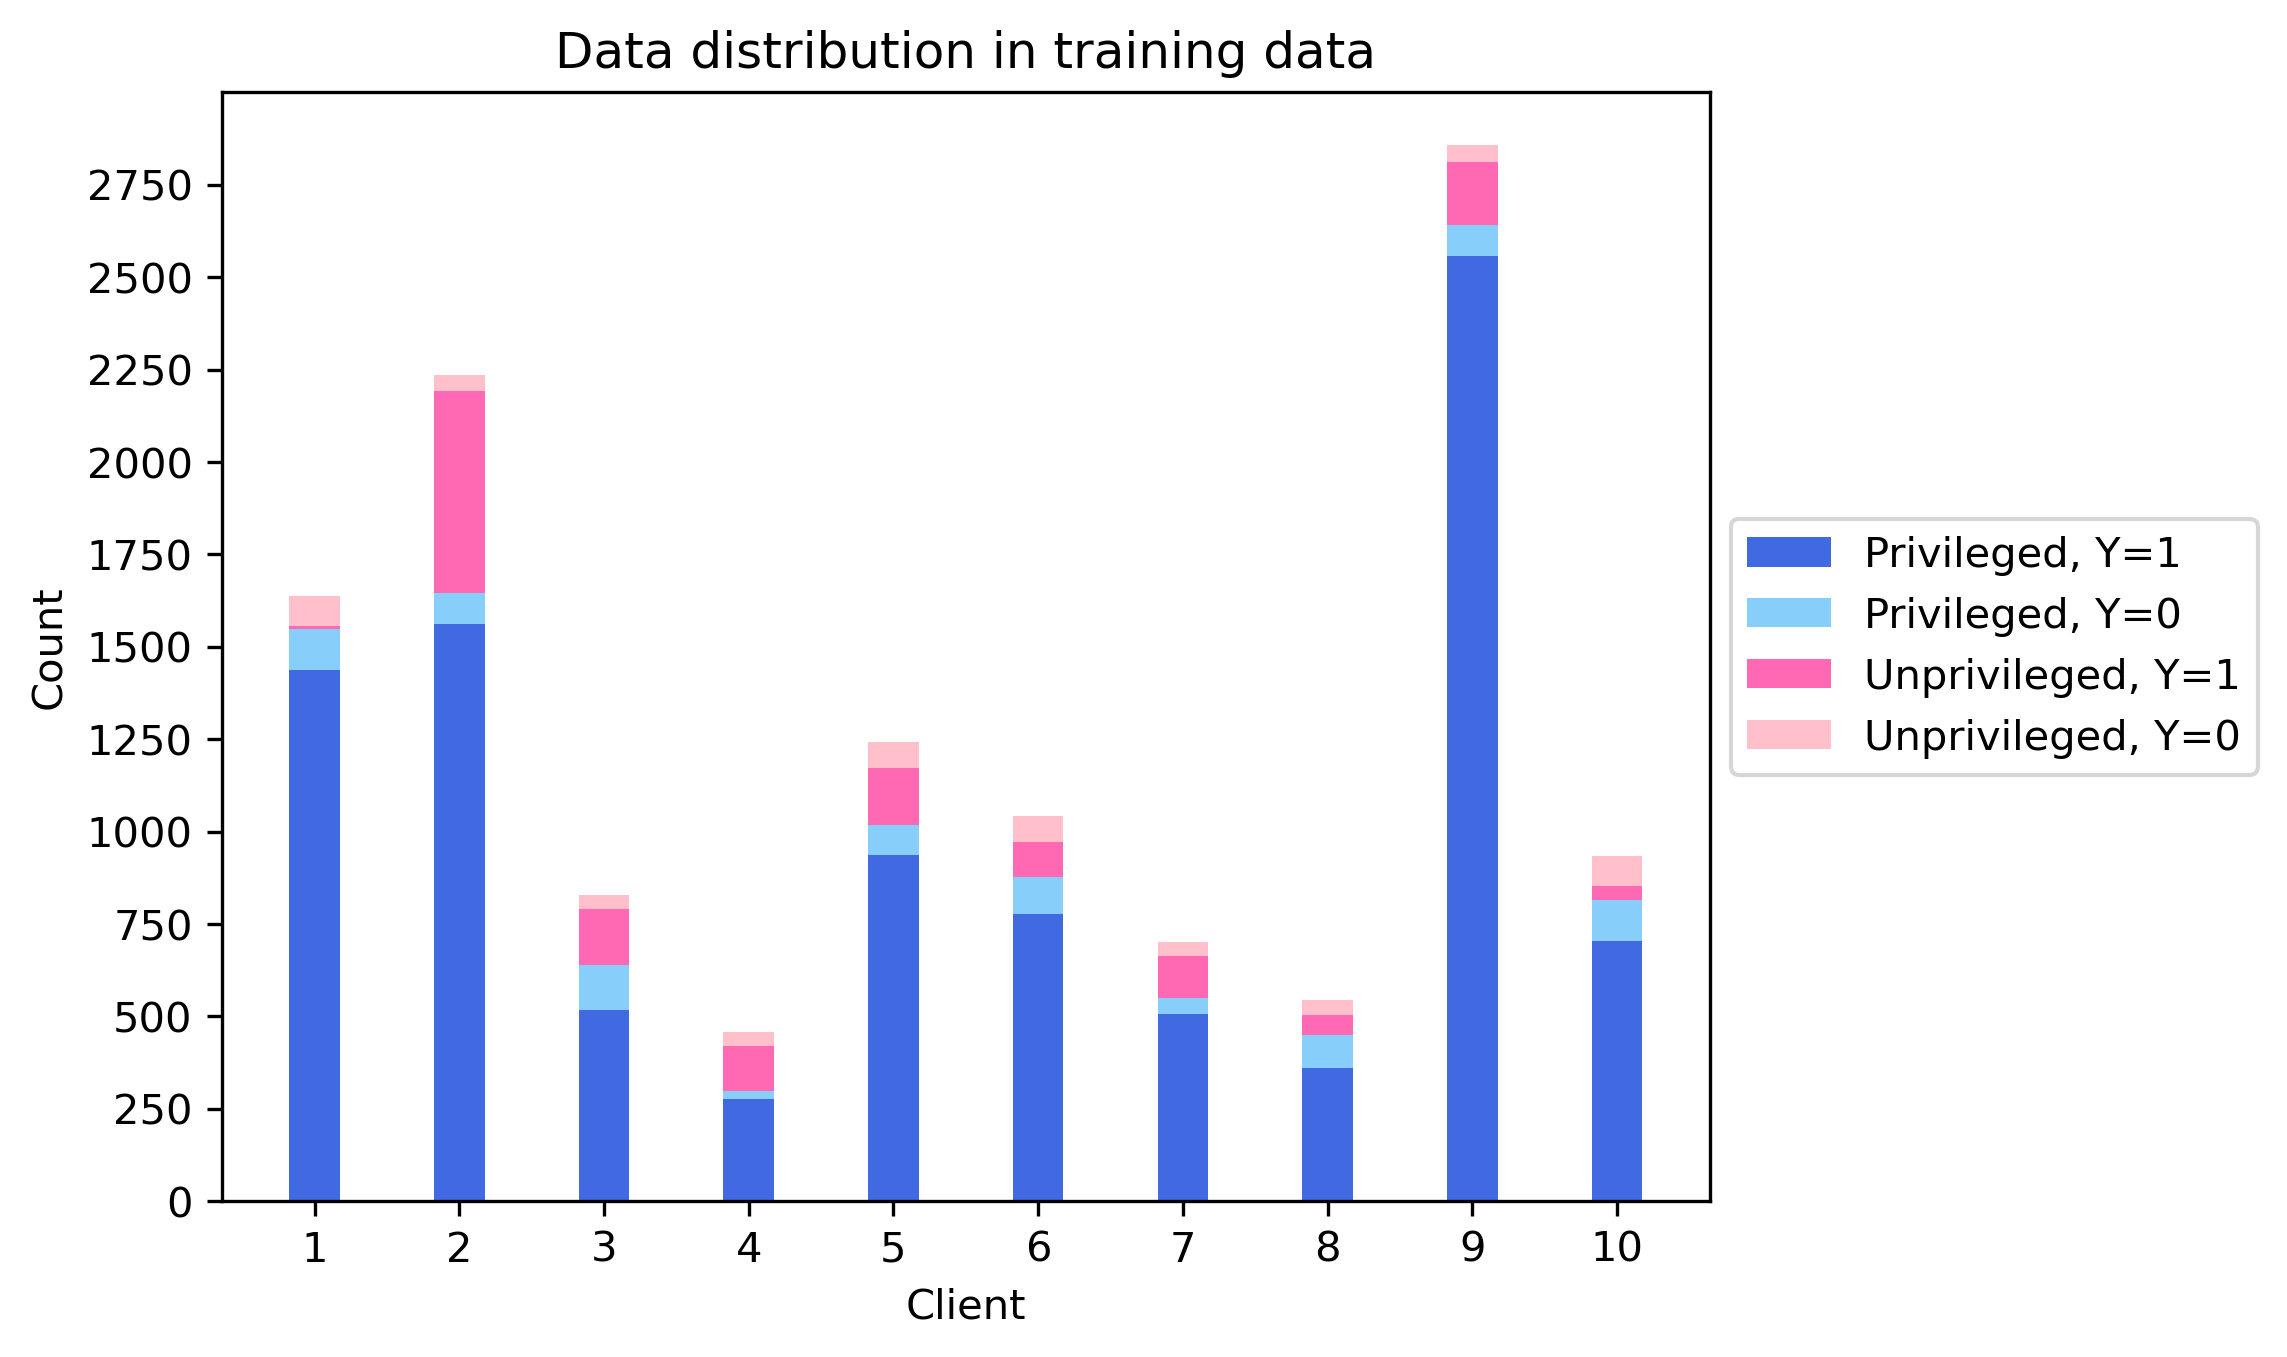 Data distribution in training data
Count
2750
2500
2250
2000
1750
1500
1250
1000
750
500
250
0
1 2 3 4 5 6 7 8 9 10
Client
Privileged, Y=1
Privileged, Y=0
Unprivileged, Y=1
Unprivileged, Y=0